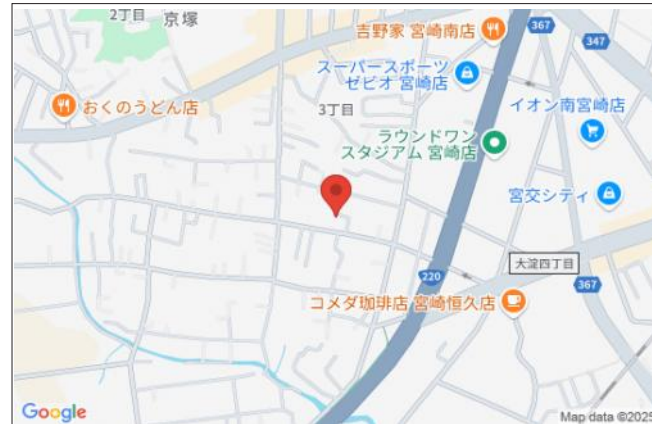 2丁目
京塚
吉野家 宮崎南店
367
347
スーパースポーツ
ゼビオ 宮崎店
おくのうどん店
3丁目
イオン南宮崎店
ラウンドワン
スタジアム 宮崎店
宮交シティ
大淀四丁目
220
367
コメダ珈琲店 宮崎恒久店
Google
Map data ©2025